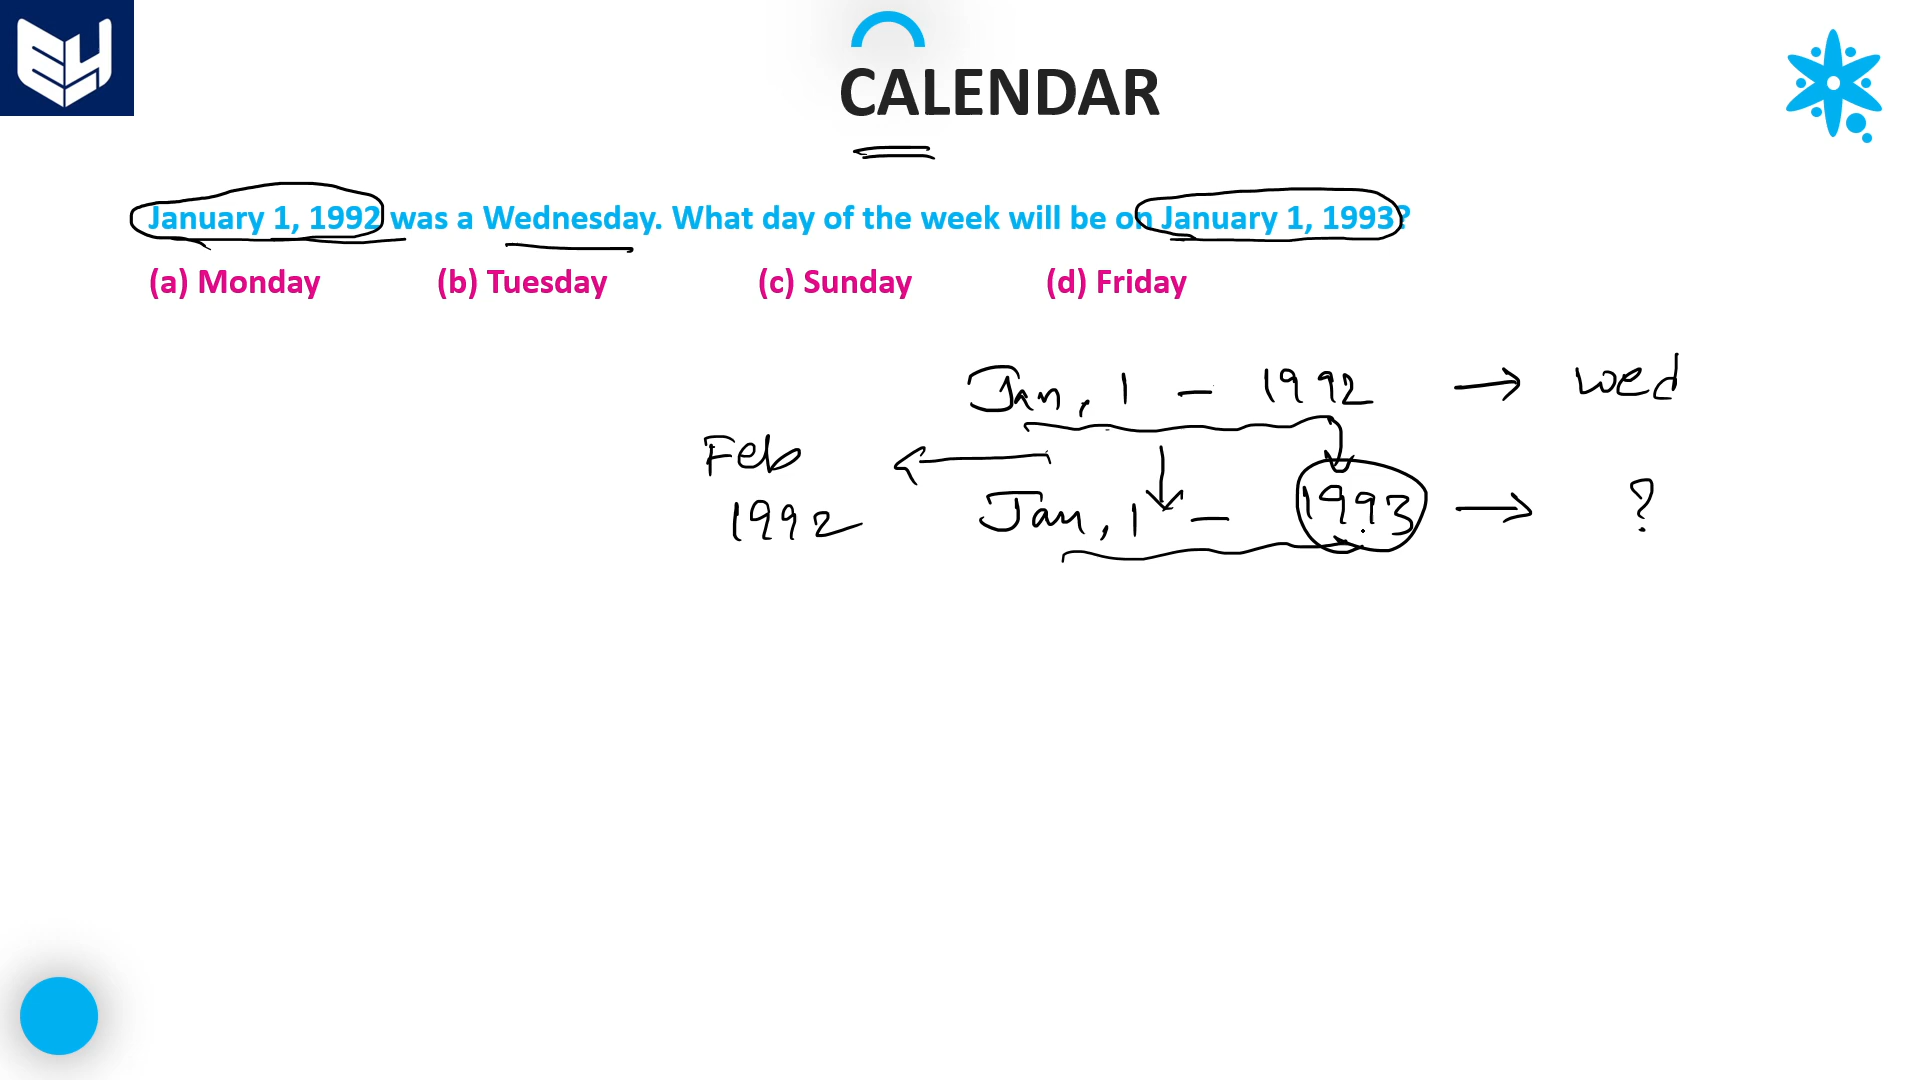 CALENDAR
January 1, 1992 was a Wednesday. What day of the week will be on January 1, 1993?
(a) Monday (b) Tuesday (c) Sunday (d) Friday
Jan, 1 - 1992 → wed
Feb
1992
Jan, 1 - 1993 → ?